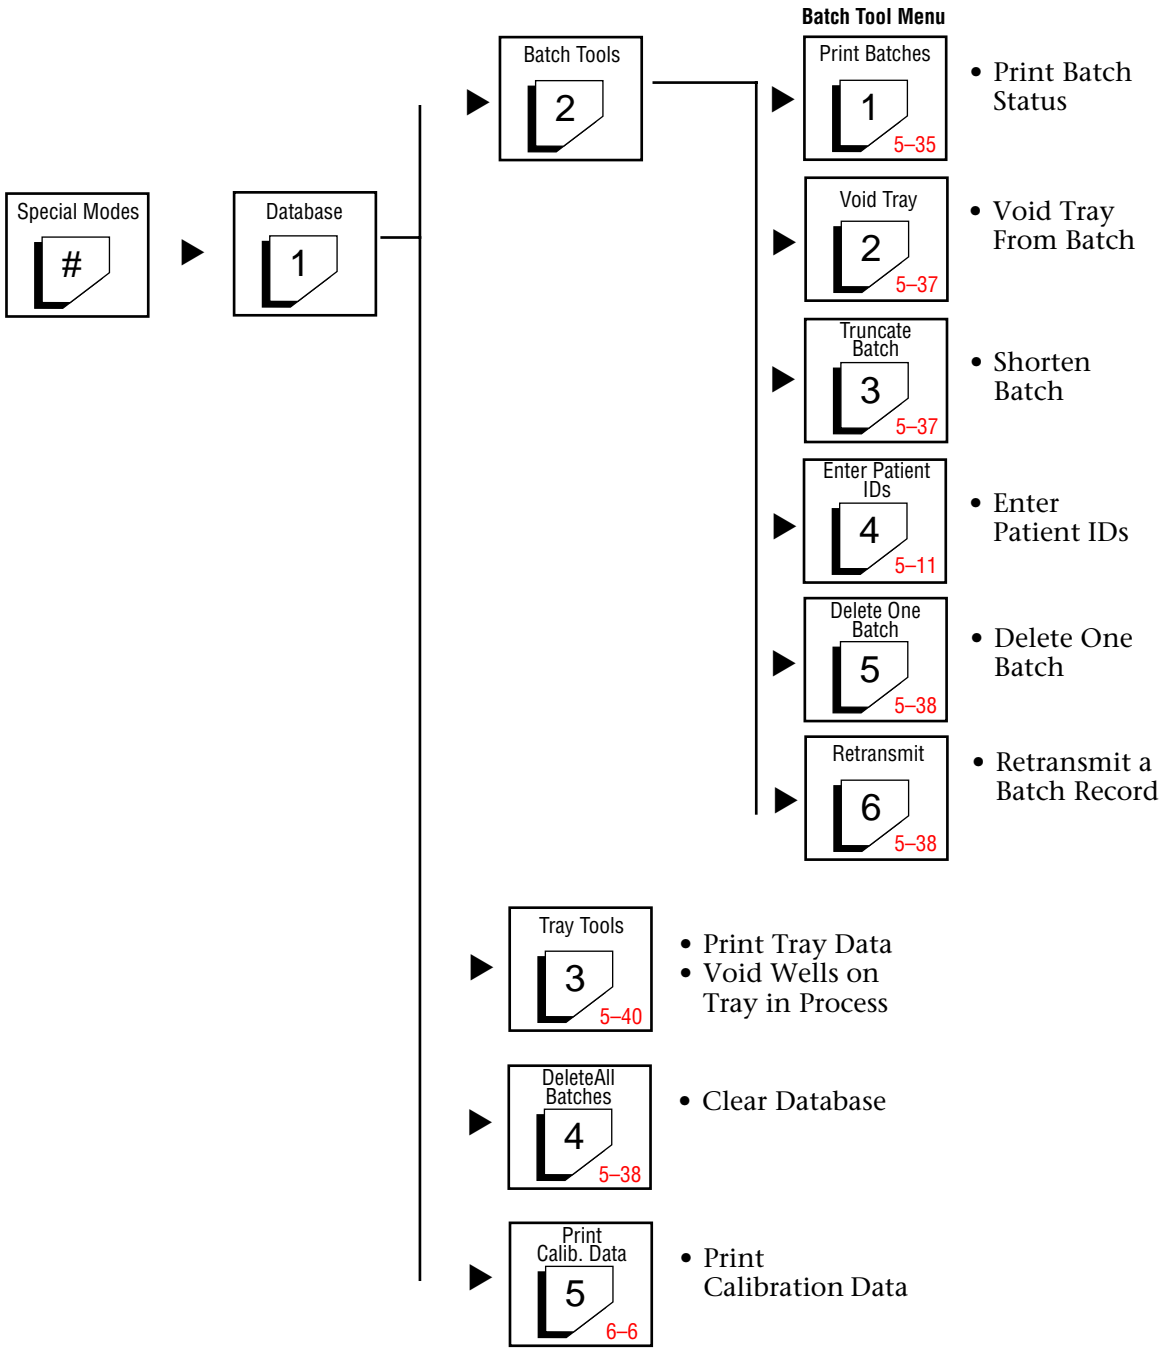 Batch Tool Menu
Special Modes
#
Database
1
Batch Tools
2
Print Batches
1
5–35
• Print Batch
Status
Void Tray
2
5–37
• Void Tray
From Batch
Truncate
Batch
3
5–37
• Shorten
Batch
Enter Patient
IDs
4
5–11
• Enter
Patient IDs
Delete One
Batch
5
5–38
• Delete One
Batch
Retransmit
6
5–38
• Retransmit a
Batch Record
Tray Tools
3
5–40
• Print Tray Data
• Void Wells on
Tray in Process
DeleteAll
Batches
4
5–38
• Clear Database
Print
Calib. Data
5
6–6
• Print
Calibration Data